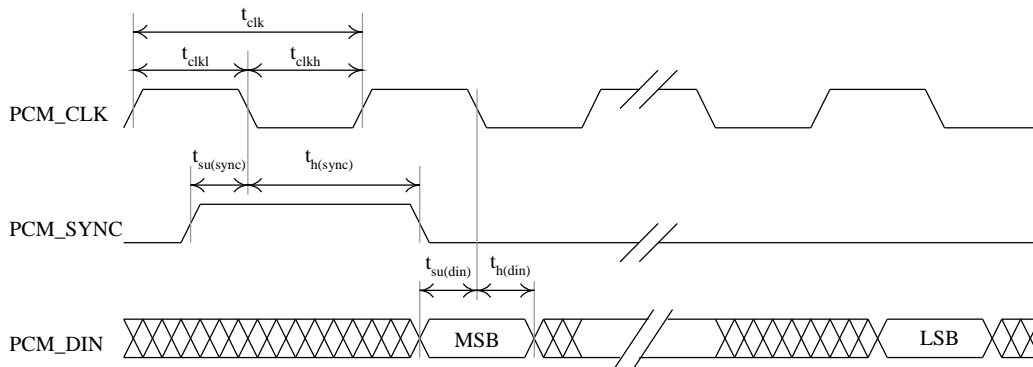 t_clk
t_clkl t_clkh
PCM_CLK
t_su(sync) t_h(sync)
PCM_SYNC
t_su(din) t_h(din)
PCM_DIN MSB LSB